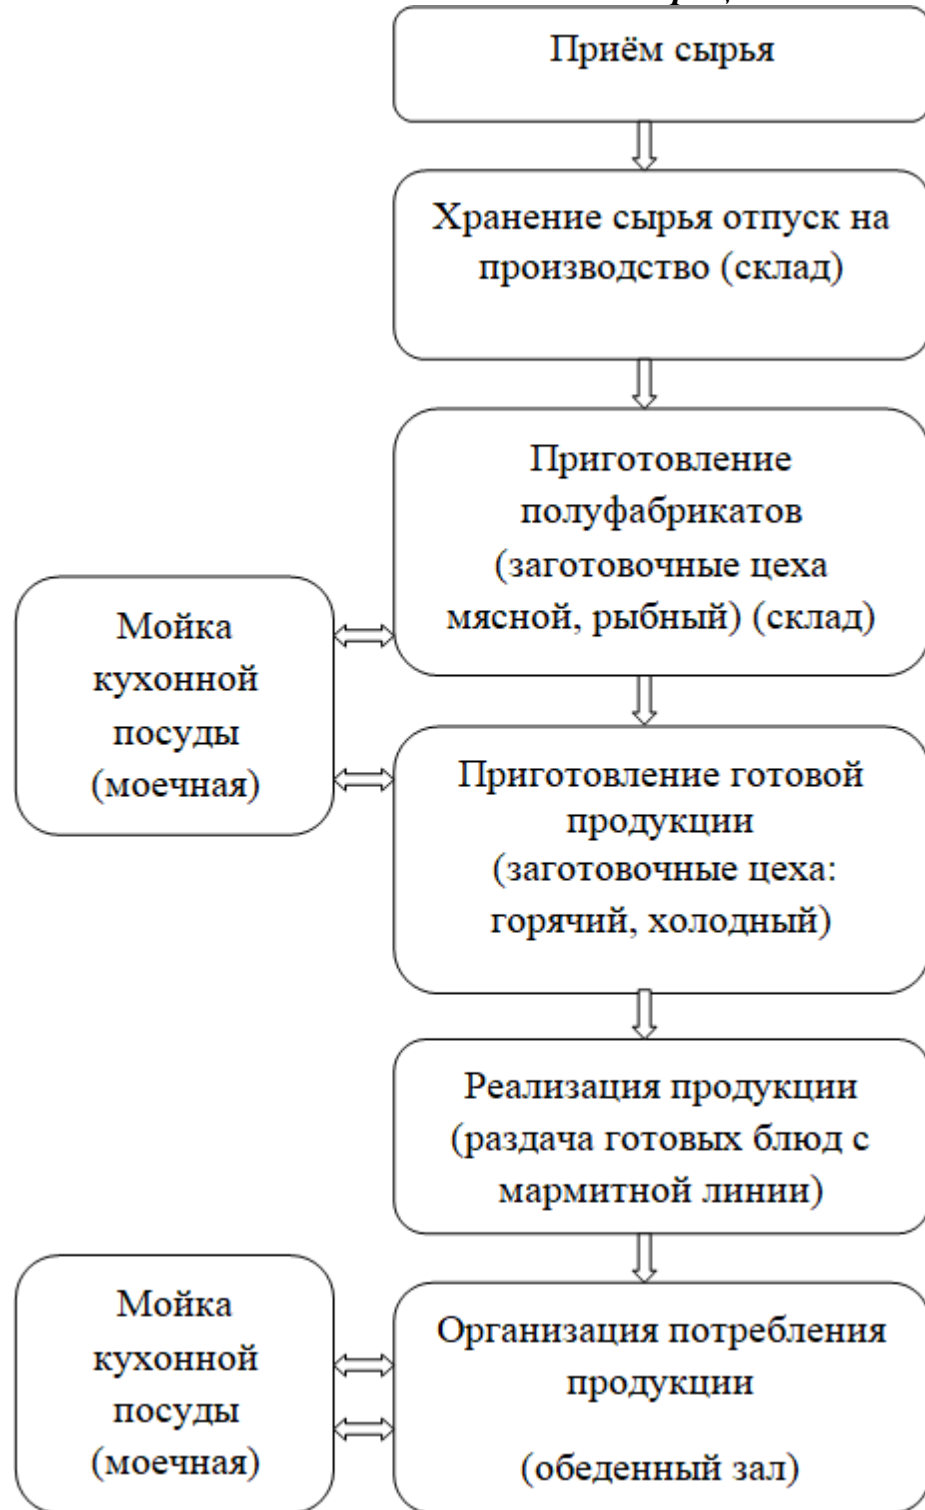 Приём сырья
Хранение сырья отпуск на
производство (склад)
Приготовление
полуфабрикатов
(заготовочные цеха
мясной, рыбный) (склад)
Мойка
кухонной
посуды
(моечная)
Приготовление готовой
продукции
(заготовочные цеха:
горячий, холодный)
Реализация продукции
(раздача готовых блюд с
мармитной линии)
Мойка
кухонной
посуды
(моечная)
Организация потребления
продукции
(обеденный зал)